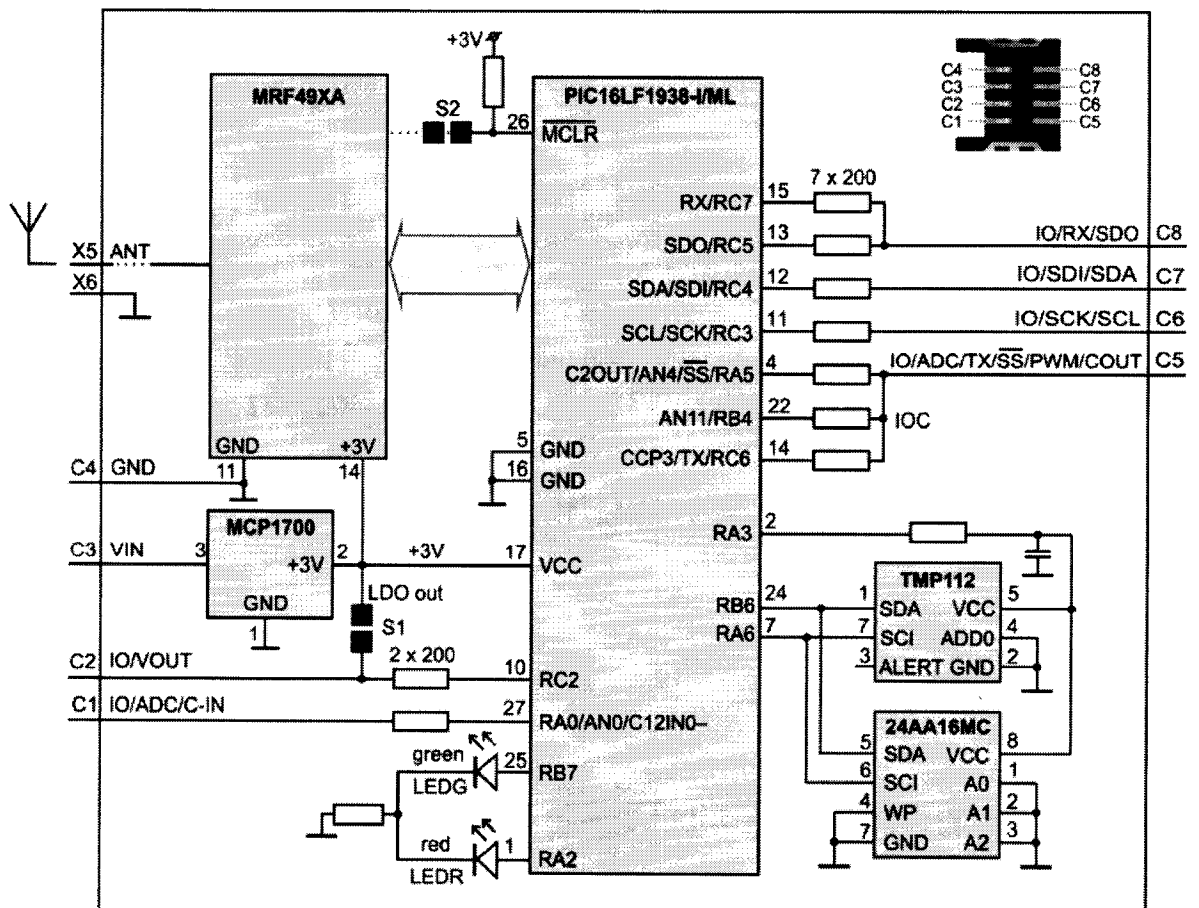 +3V
MRF49XA
S2
26
PIC16LF1938-I/ML
MCLR
C4
C3
C2
C1
C8
C7
C6
C5
15
7 x 200
RX/RC7
13
SDO/RC5
IO/RX/SDO
C8
X5
ANT
X6
12
SDA/SDI/RC4
IO/SDI/SDA
C7
11
SCL/SCK/RC3
IO/SCK/SCL
C6
4
C2OUT/AN4/SS/RA5
IO/ADC/TX/SS/PWM/COUT
C5
22
AN11/RB4
IOC
14
CCP3/TX/RC6
GND
+3V
11
14
5
GND
16
GND
C4
GND
2
RA3
MCP1700
C3
VIN
3
+3V
2
+3V
17
VCC
GND
1
LDO out
S1
TMP112
24
RB6
7
RA6
1
SDA
VCC
5
7
SCI
ADD0
4
3
ALERT
GND
2
C2
IO/VOUT
2 x 200
10
RC2
C1
IO/ADC/C-IN
27
RA0/AN0/C12IN0–
24AA16MC
5
SDA
VCC
8
6
SCI
A0
1
4
WP
A1
2
7
GND
A2
3
green
LEDG
25
RB7
red
LEDR
1
RA2